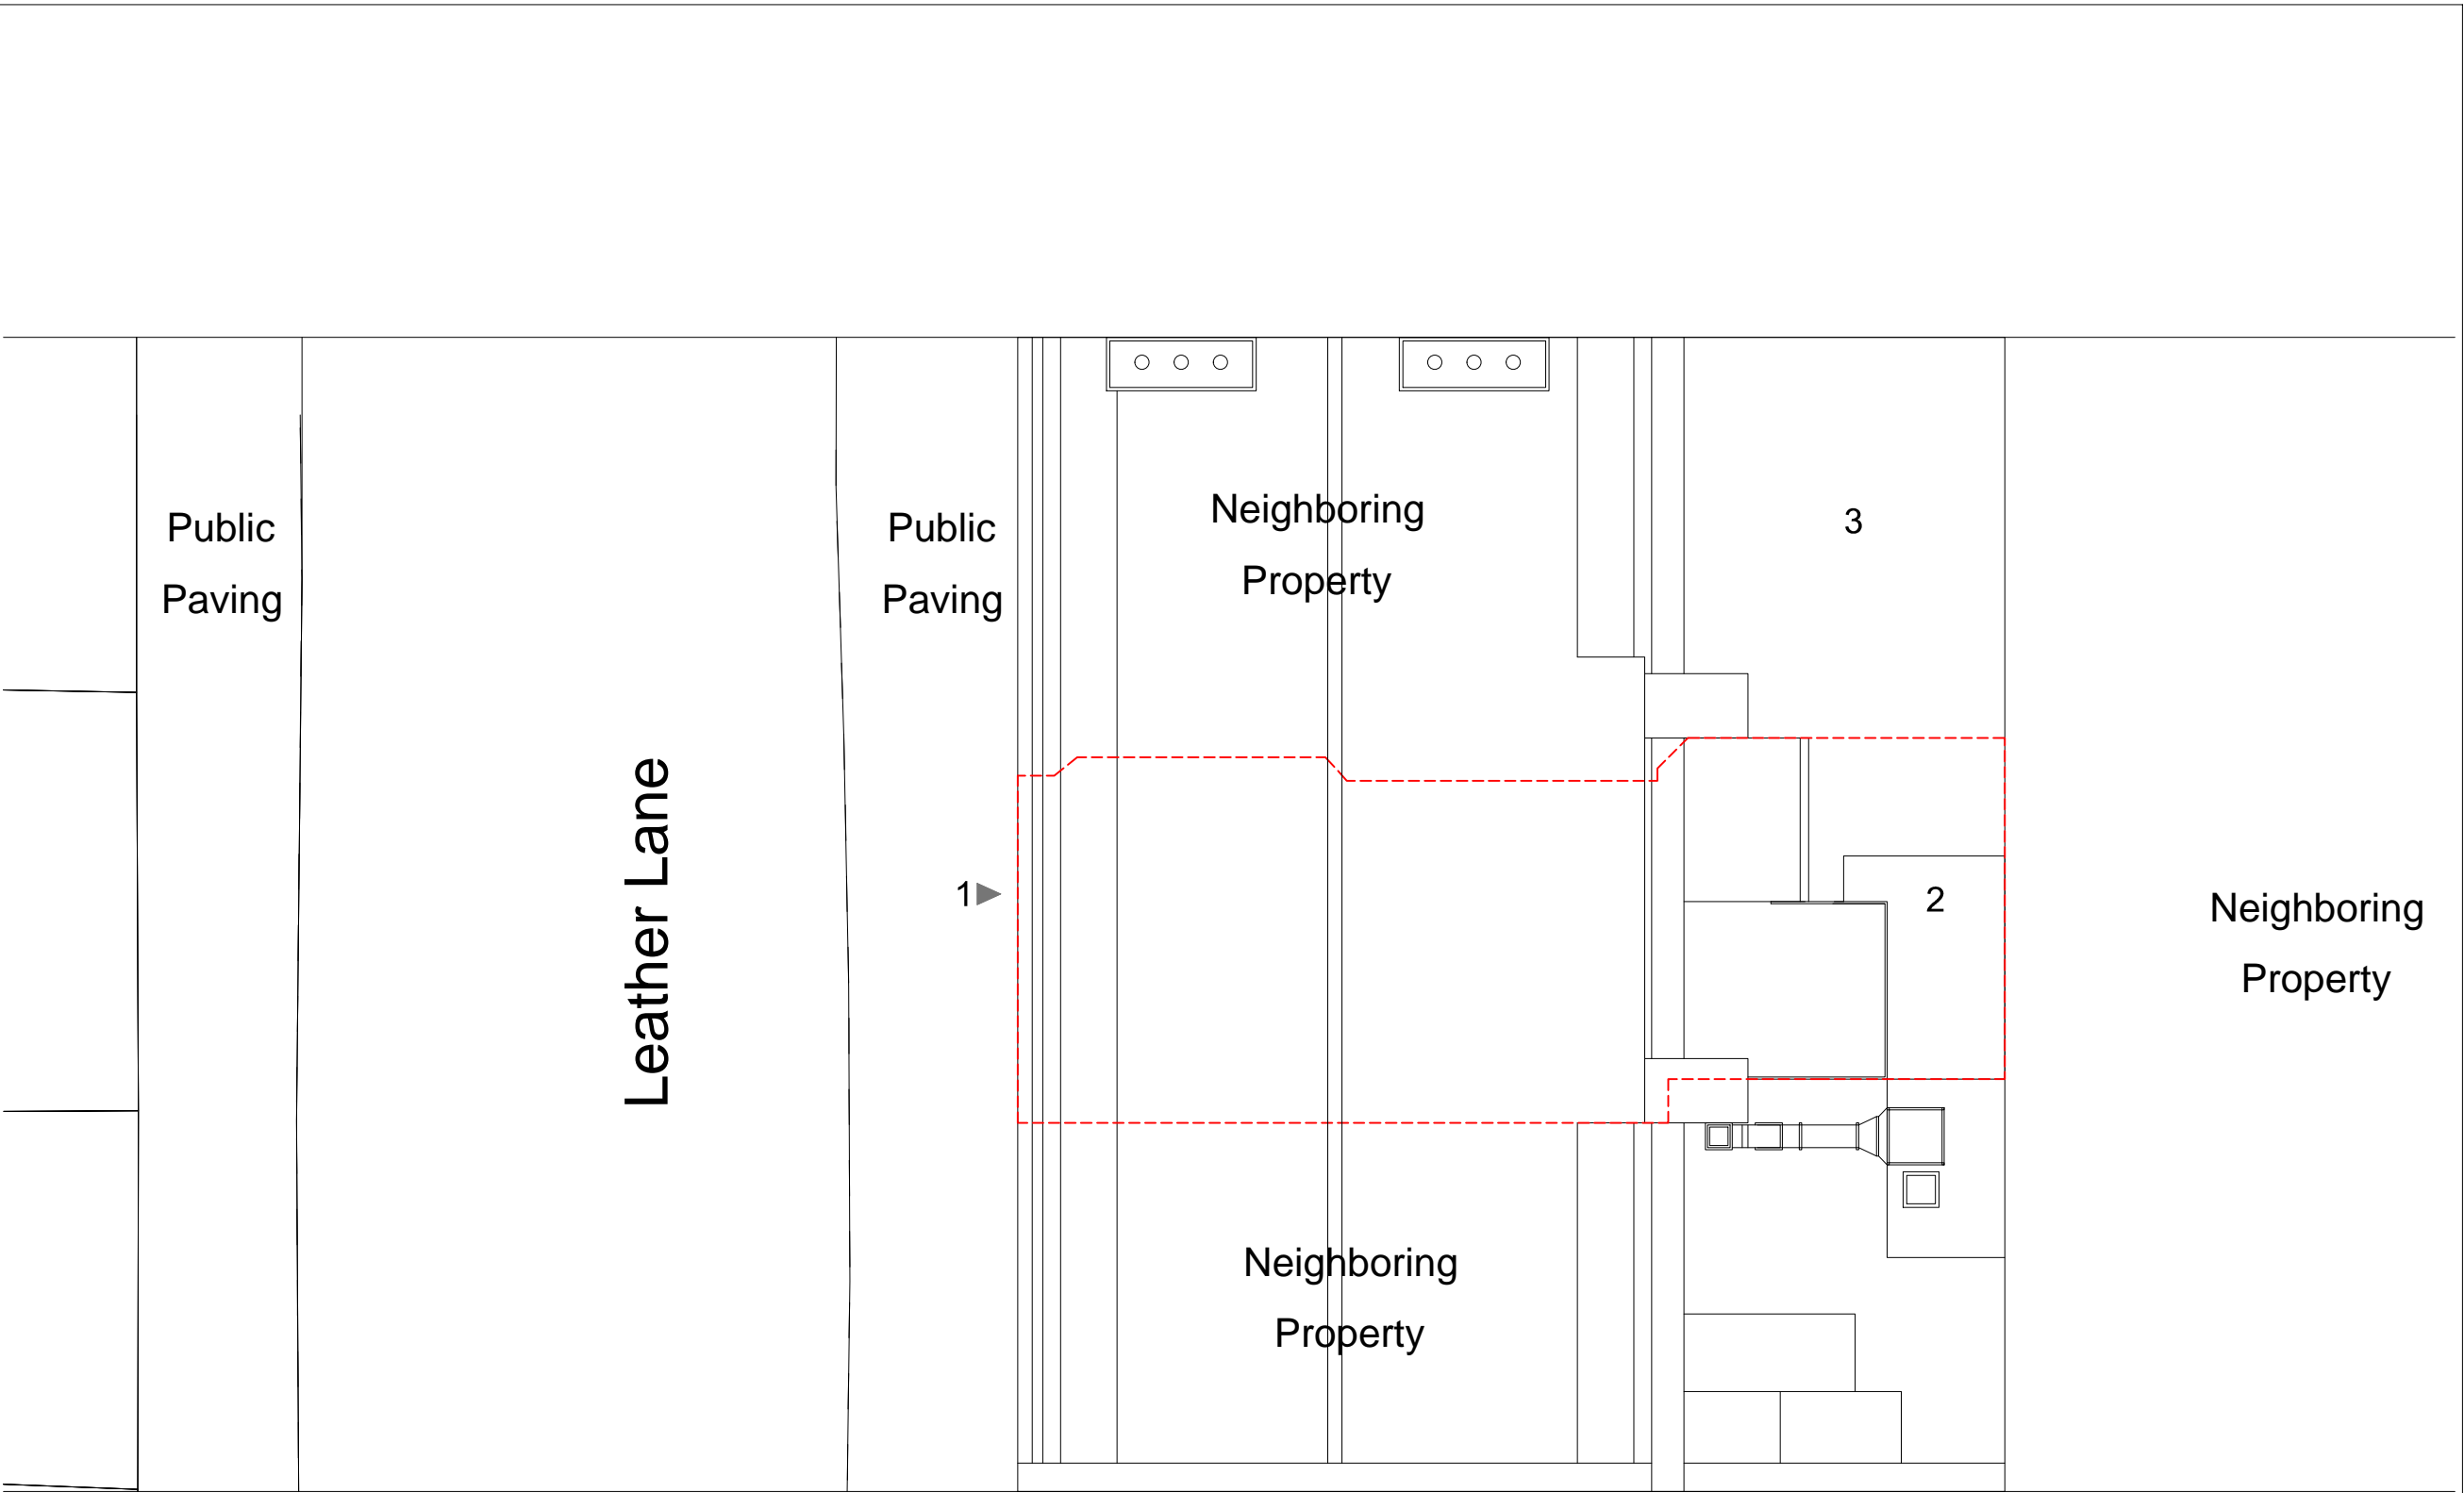 Public
Paving
Public
Paving
Neighboring
Property
3
Leather Lane
1
2
Neighboring
Property
Neighboring
Property